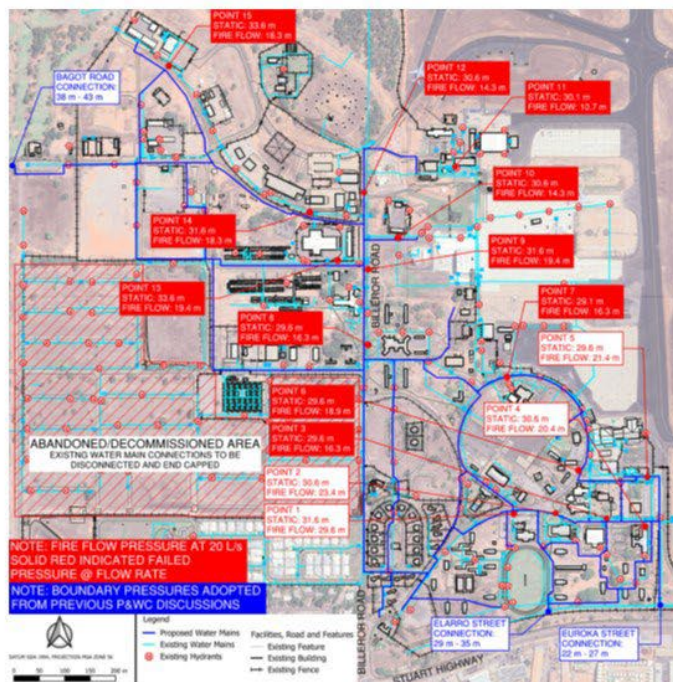 POINT 15
STATIC: 33.6 m
FIRE FLOW: 18.3 m
BAGOT ROAD
CONNECTION:
38 m - 43 m
POINT 12
STATIC: 30.6 m
FIRE FLOW: 14.3 m
POINT 11
STATIC: 30.1 m
FIRE FLOW: 10.7 m
POINT 10
STATIC: 30.6 m
FIRE FLOW: 14.3 m
POINT 14
STATIC: 31.6 m
FIRE FLOW: 18.3 m
POINT 9
STATIC: 31.6 m
FIRE FLOW: 19.4 m
BILLEROR ROAD
POINT 13
STATIC: 33.6 m
FIRE FLOW: 19.4 m
POINT 7
STATIC: 29.1 m
FIRE FLOW: 16.3 m
POINT 8
STATIC: 29.6 m
FIRE FLOW: 16.3 m
POINT 5
STATIC: 29.6 m
FIRE FLOW: 21.4 m
POINT 6
STATIC: 29.6 m
FIRE FLOW: 18.9 m
POINT 4
STATIC: 30.6 m
FIRE FLOW: 20.4 m
POINT 3
STATIC: 29.6 m
FIRE FLOW: 16.3 m
ABANDONED/DECOMMISSIONED AREA
EXISTING WATER MAIN CONNECTIONS TO BE
DISCONNECTED AND END CAPPED
POINT 2
STATIC: 30.6 m
FIRE FLOW: 23.4 m
POINT 1
STATIC: 31.6 m
FIRE FLOW: 29.6 m
NOTE: FIRE FLOW PRESSURE AT 20 L/s
SOLID RED INDICATED FAILED
PRESSURE @ FLOW RATE
NOTE: BOUNDARY PRESSURES ADOPTED
FROM PREVIOUS P&WC DISCUSSIONS
BILLEROR ROAD
ELARRO STREET
CONNECTION:
29 m - 35 m
EUROKA STREET
CONNECTION:
22 m - 27 m
STUART HIGHWAY
Legend
Proposed Water Mains
Existing Water Mains
Existing Hydrants
Facilities, Road and Features
Existing Feature
Existing Building
Existing Fence
DATUM GDA 1994, PROJECTION MGA ZONE 52
0 50 100 150 200 m